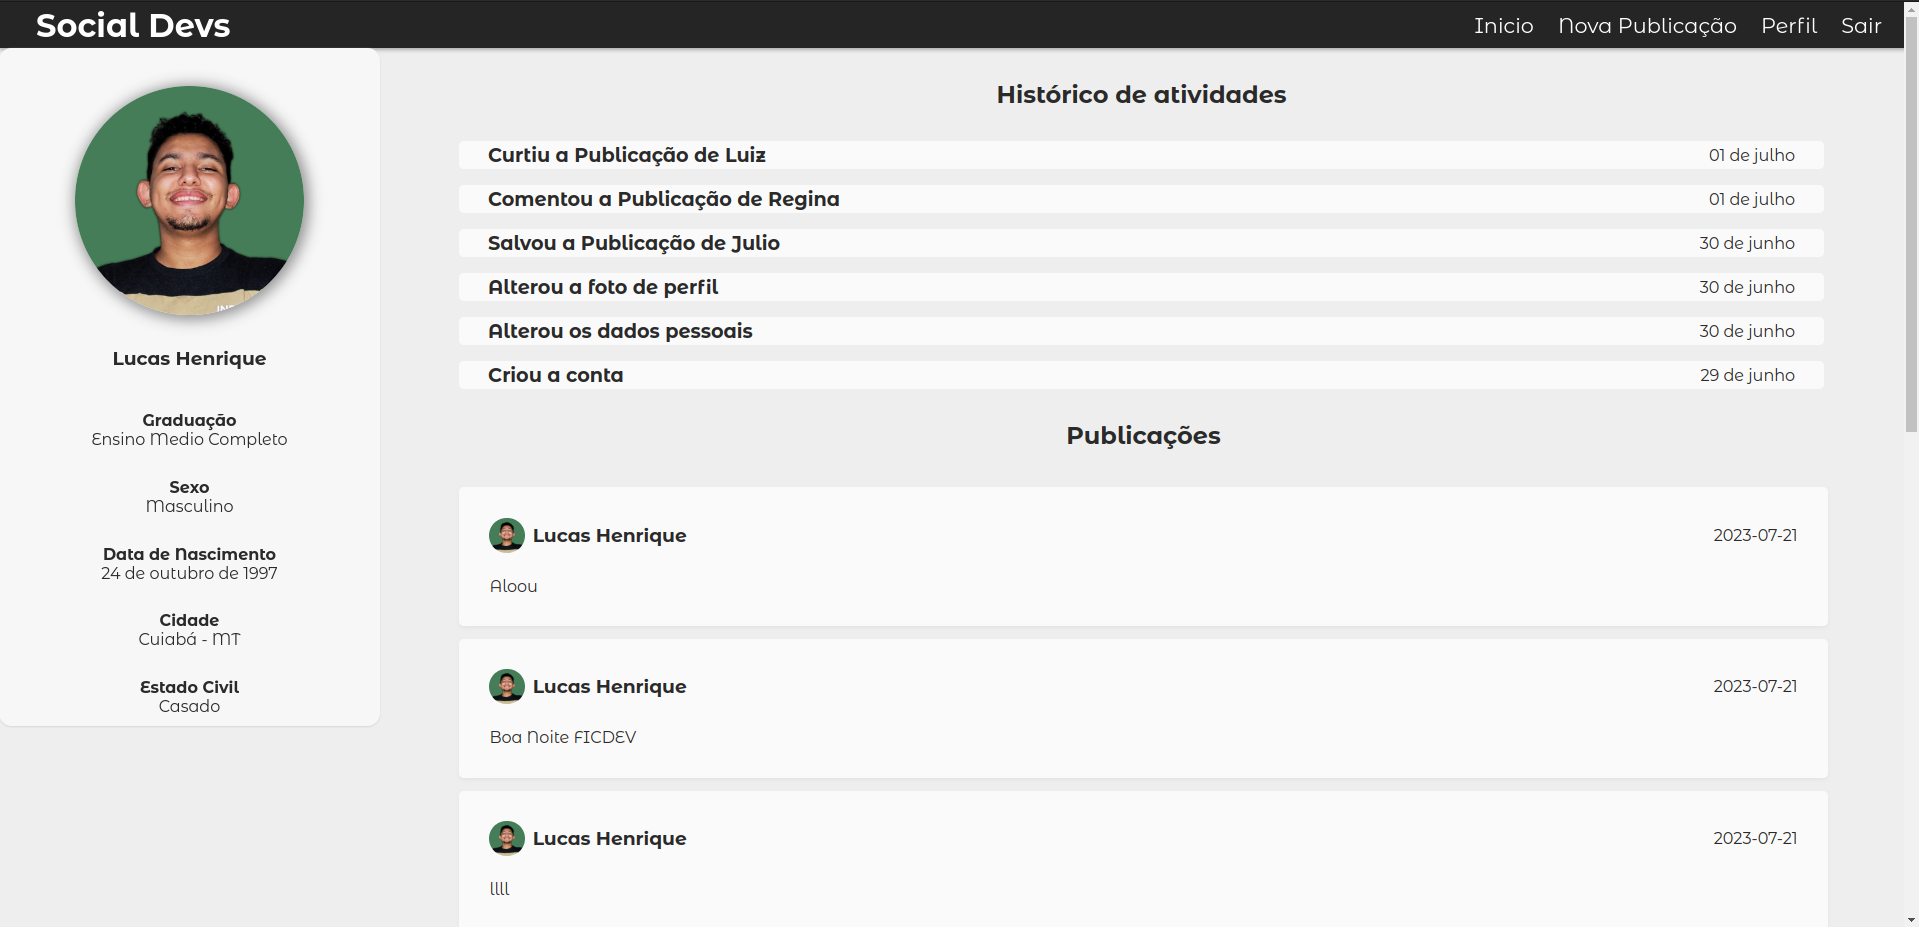 Social Devs
Inicio Nova Publicação Perfil Sair
Lucas Henrique
Graduação
Ensino Medio Completo
Sexo
Masculino
Data de Nascimento
24 de outubro de 1997
Cidade
Cuiabá - MT
Estado Civil
Casado
Histórico de atividades
Curtiu a Publicação de Luiz 01 de julho
Comentou a Publicação de Regina 01 de julho
Salvou a Publicação de Julio 30 de junho
Alterou a foto de perfil 30 de junho
Alterou os dados pessoais 30 de junho
Criou a conta 29 de junho
Publicações
Lucas Henrique 2023-07-21
Aloou
Lucas Henrique 2023-07-21
Boa Noite FICDEV
Lucas Henrique 2023-07-21
llll